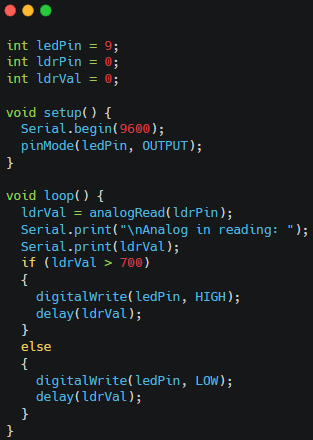 int ledPin = 9;
int ldrPin = 0;
int ldrVal = 0;

void setup() {
  Serial.begin(9600);
  pinMode(ledPin, OUTPUT);
}

void loop() {
  ldrVal = analogRead(ldrPin);
  Serial.print("\nAnalog in reading: ");
  Serial.print(ldrVal);
  if (ldrVal > 700)
  {
    digitalWrite(ledPin, HIGH);
    delay(ldrVal);
  }
  else
  {
    digitalWrite(ledPin, LOW);
    delay(ldrVal);
  }
}